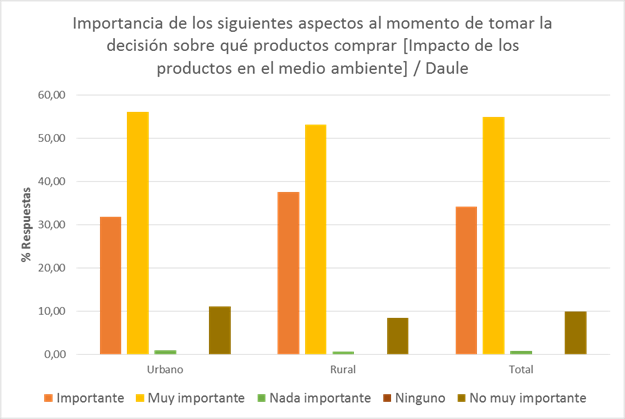 Importancia de los siguientes aspectos al momento de tomar la
decisión sobre qué productos comprar [Impacto de los
productos en el medio ambiente] / Daule
60,00
50,00
40,00
30,00
20,00
10,00
0,00
% Respuestas
Urbano Rural Total
Importante Muy importante Nada importante Ninguno No muy importante